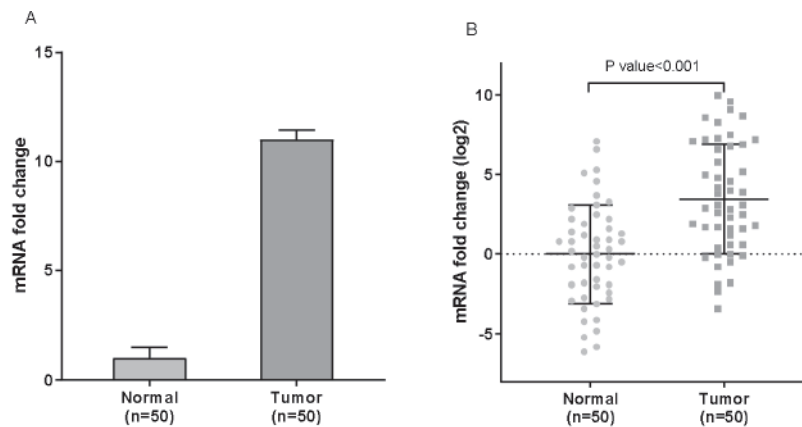 A
mRNA fold change
15
10
5
0
Normal
(n=50)
Tumor
(n=50)
B
P value<0.001
mRNA fold change (log2)
10
5
0
-5
Normal
(n=50)
Tumor
(n=50)